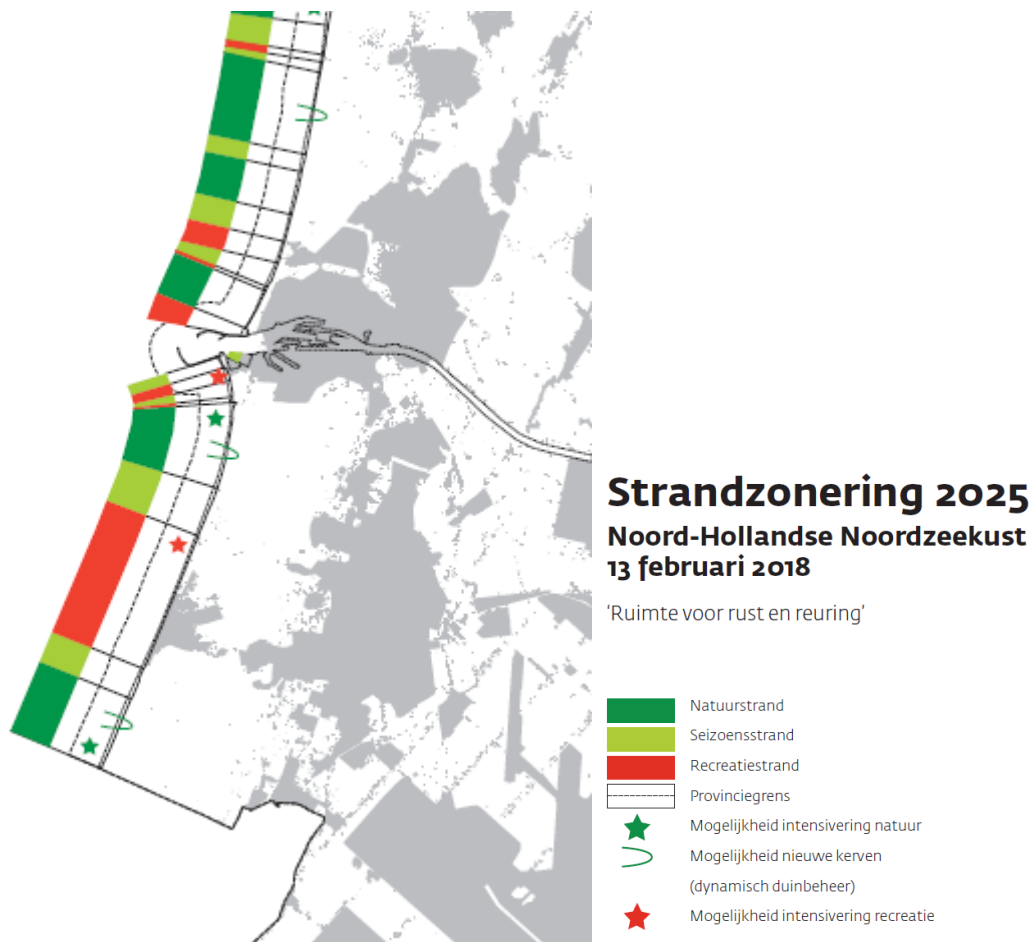 Strandzonering 2025
Noord-Hollandse Noordzeekust
13 februari 2018
‘Ruimte voor rust en reuring’
Natuurstrand
Seizoensstrand
Recreatiestrand
Provinciegrens
Mogelijkheid intensivering natuur
Mogelijkheid nieuwe kerven
(dynamisch duinbeheer)
Mogelijkheid intensivering recreatie